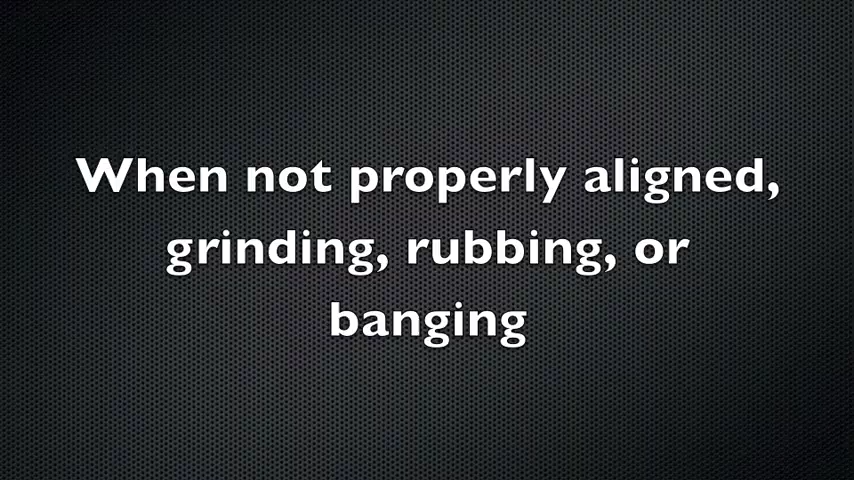 When not properly aligned,
grinding, rubbing, or
banging